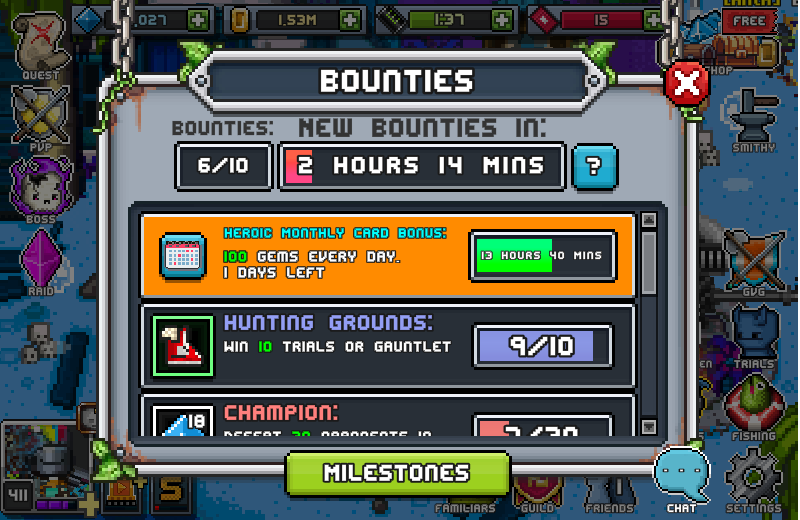 ,027
1,53M
1:37
15
FREE
QUEST
PVP
BOSS
RAID
BOUNTIES
BOUNTIES: NEW BOUNTIES IN:
6/10
2 HOURS 14 MINS
?
HEROIC MONTHLY CARD BONUS:
100 GEMS EVERY DAY.
1 DAYS LEFT
13 HOURS 40 MINS
HUNTING GROUNDS:
WIN 10 TRIALS OR GAUNTLET
9/10
CHAMPION:
18
MILESTONES
HOP
SMITHY
GVG
TRIALS
FISHING
SETTINGS
CHAT
FRIENDS
GUILD
FAMILIARS
411
S